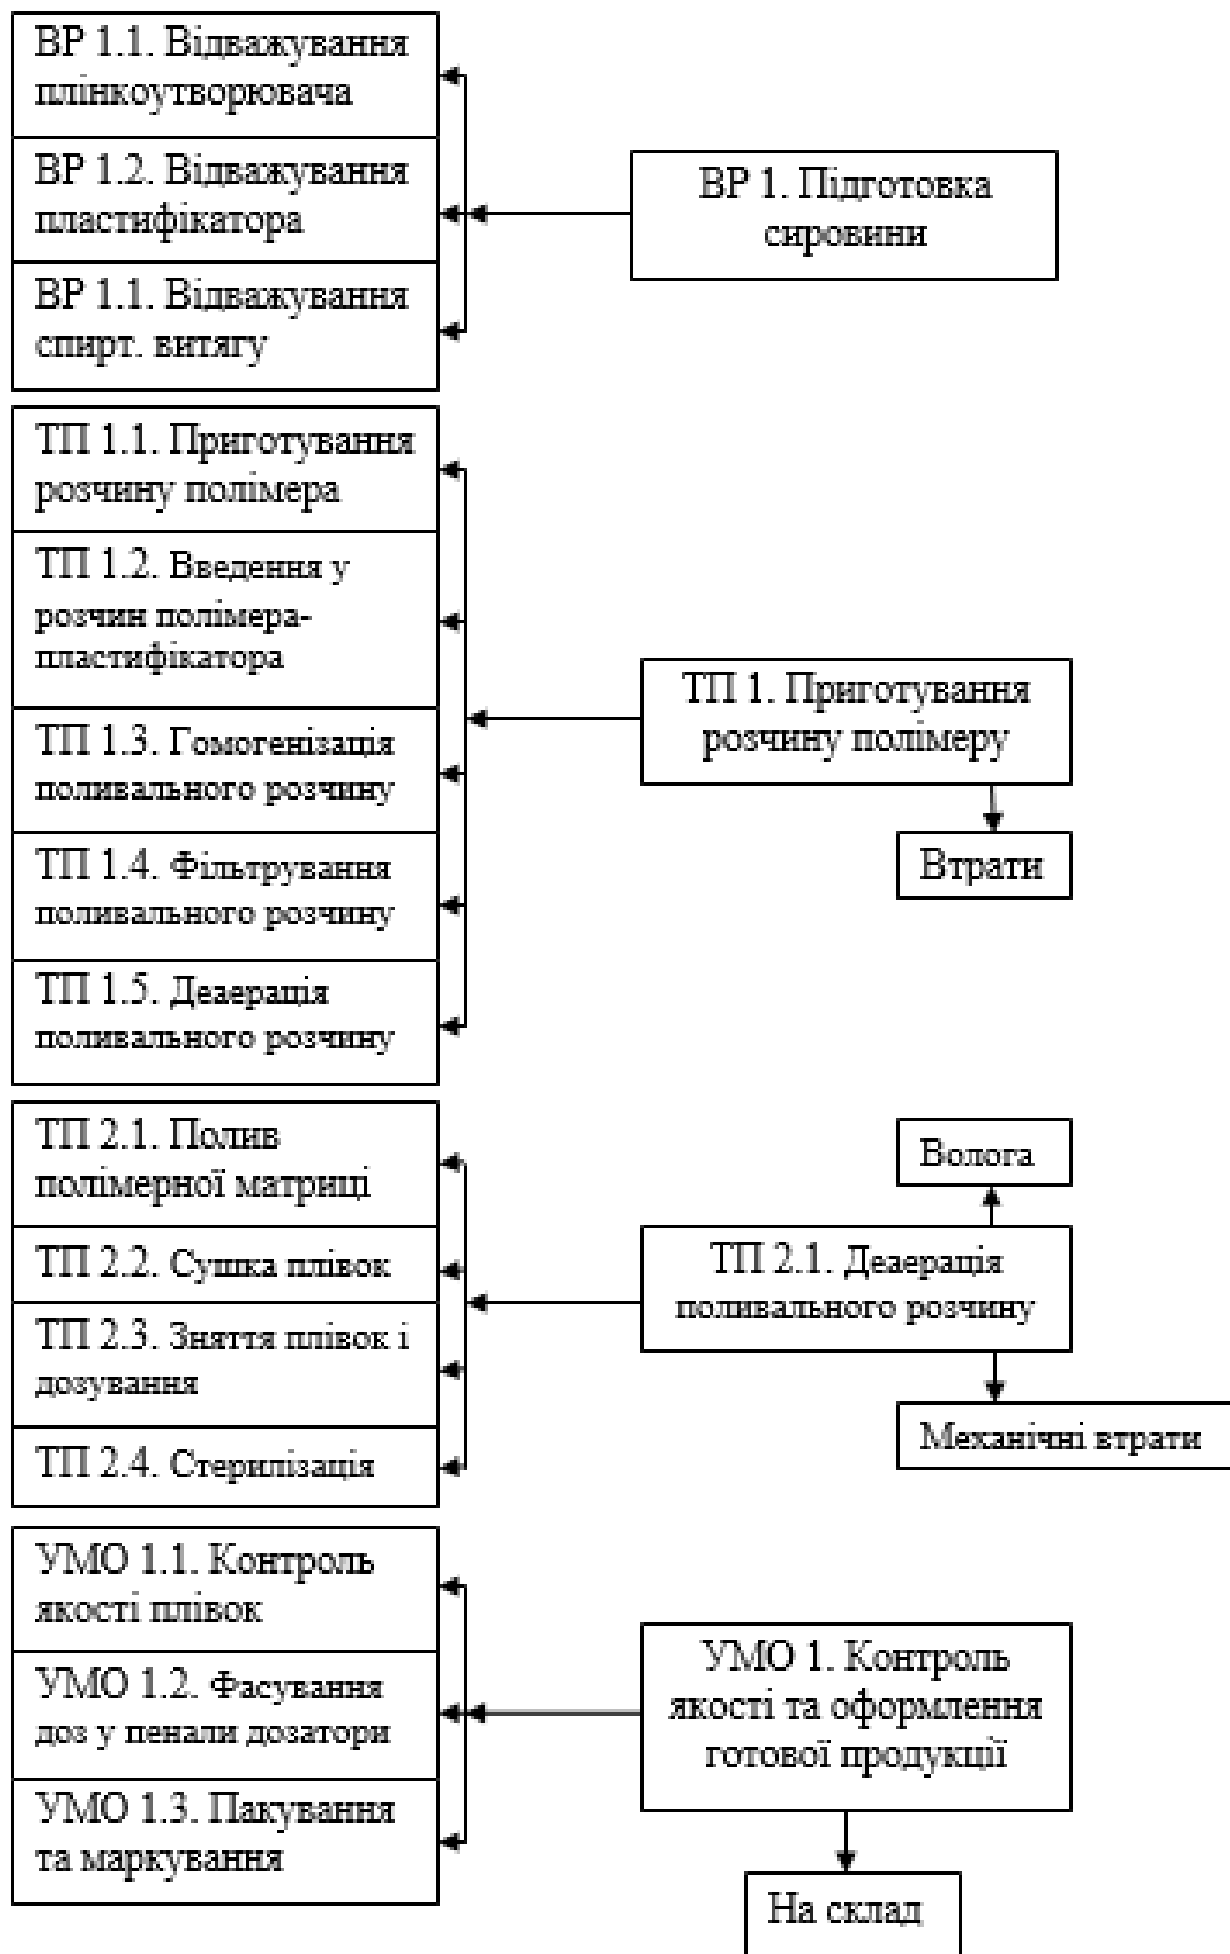 ВР 1.1. Відважування
плінкоутворювача
ВР 1.2. Відважування
пластифікатора
ВР 1.1. Відважування
спирт. витягу
ВР 1. Підготовка
сировини
ТП 1.1. Приготування
розчину полімера
ТП 1.2. Введення у
розчин полімера-
пластифікатора
ТП 1.3. Гомогенізація
поливального розчину
ТП 1.4. Фільтрування
поливального розчину
ТП 1.5. Деаерація
поливального розчину
ТП 1. Приготування
розчину полімеру
Втрати
ТП 2.1. Полив
полімерної матриці
ТП 2.2. Сушка плівок
ТП 2.3. Зняття плівок і
дозування
ТП 2.4. Стерилізація
Волога
ТП 2.1. Деаерація
поливального розчину
Механічні втрати
УМО 1.1. Контроль
якості плівок
УМО 1.2. Фасування
доз у пенали дозатори
УМО 1.3. Пакування
та маркування
УМО 1. Контроль
якості та оформлення
готової продукції
На склад